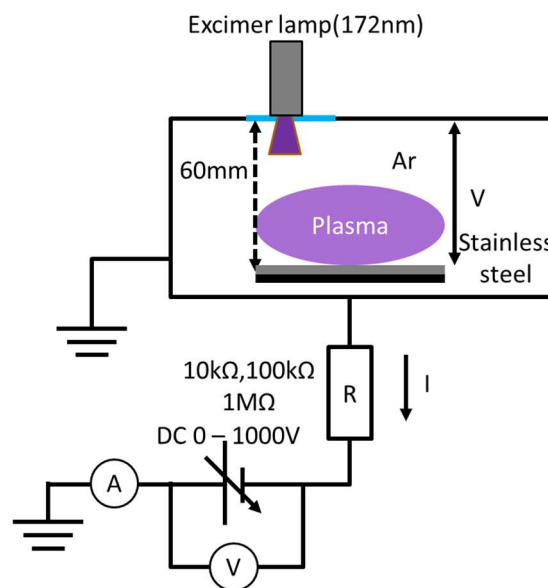 Excimer lamp(172nm)
60mm
Ar
V
Plasma
Stainless
steel
10kΩ,100kΩ
1MΩ
R
I
DC 0 – 1000V
A
V